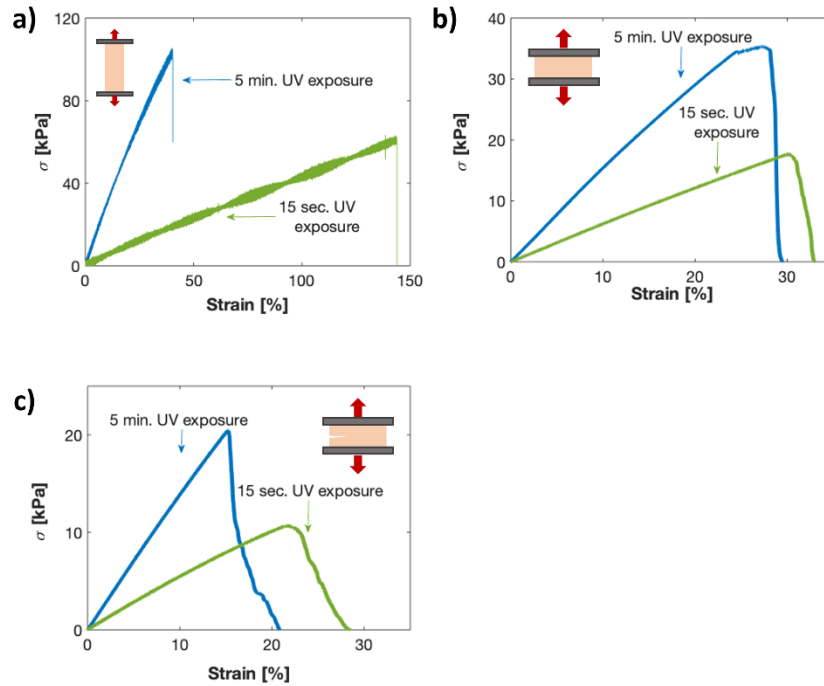 a)
120
80
40
0
σ [kPa]
5 min. UV exposure
15 sec. UV
exposure
0 50 100 150
Strain [%]
b)
40
30
20
10
0
σ [kPa]
5 min. UV exposure
15 sec. UV
exposure
0 10 20 30
Strain [%]
c)
20
10
0
σ [kPa]
5 min. UV exposure
15 sec. UV exposure
0 10 20 30
Strain [%]